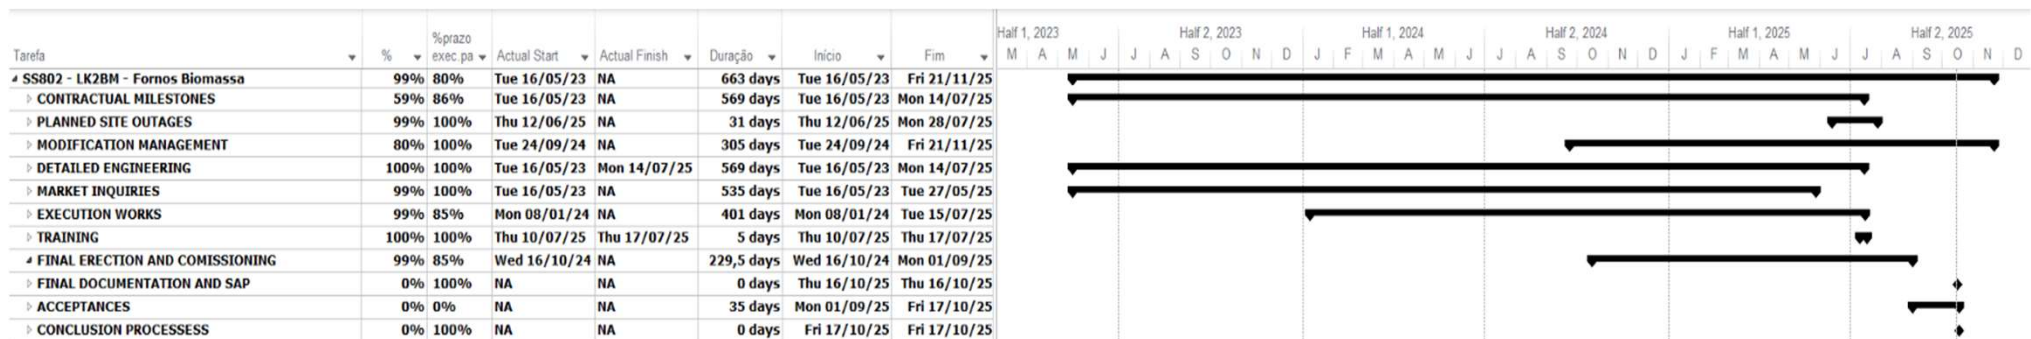 Tarefa % %prazo exec.pa Actual Start Actual Finish Duração Início Fim
Half 1, 2023 Half 2, 2023 Half 1, 2024 Half 2, 2024 Half 1, 2025 Half 2, 2025
M A M J J A S O N D J F M A M J J A S O N D J F M A M J J A S O N D
SS802 - LK2BM - Fornos Biomassa 99% 80% Tue 16/05/23 NA 663 days Tue 16/05/23 Fri 21/11/25
CONTRACTUAL MILESTONES 59% 86% Tue 16/05/23 NA 569 days Tue 16/05/23 Mon 14/07/25
PLANNED SITE OUTAGES 99% 100% Thu 12/06/25 NA 31 days Thu 12/06/25 Mon 28/07/25
MODIFICATION MANAGEMENT 80% 100% Tue 24/09/24 NA 305 days Tue 24/09/24 Fri 21/11/25
DETAILED ENGINEERING 100% 100% Tue 16/05/23 Mon 14/07/25 569 days Tue 16/05/23 Mon 14/07/25
MARKET INQUIRIES 99% 100% Tue 16/05/23 NA 535 days Tue 16/05/23 Tue 27/05/25
EXECUTION WORKS 99% 85% Mon 08/01/24 NA 401 days Mon 08/01/24 Tue 15/07/25
TRAINING 100% 100% Thu 10/07/25 Thu 17/07/25 5 days Thu 10/07/25 Thu 17/07/25
FINAL ERECTION AND COMISSIONING 99% 85% Wed 16/10/24 NA 229,5 days Wed 16/10/24 Mon 01/09/25
FINAL DOCUMENTATION AND SAP 0% 100% NA NA 0 days Thu 16/10/25 Thu 16/10/25
ACCEPTANCES 0% 0% NA NA 35 days Mon 01/09/25 Fri 17/10/25
CONCLUSION PROCESSESS 0% 100% NA NA 0 days Fri 17/10/25 Fri 17/10/25